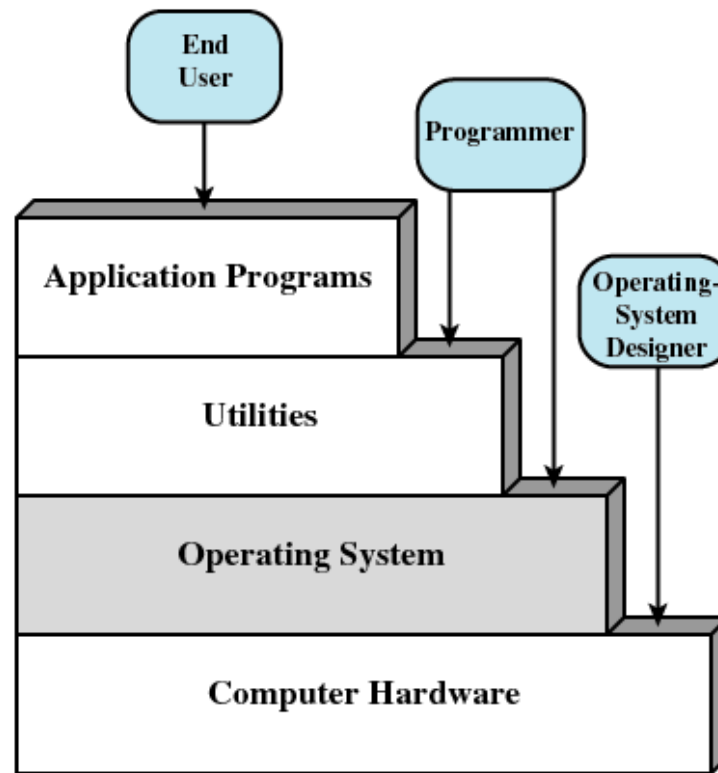 End
User
Programmer
Operating-
System
Designer
Application Programs
Utilities
Operating System
Computer Hardware